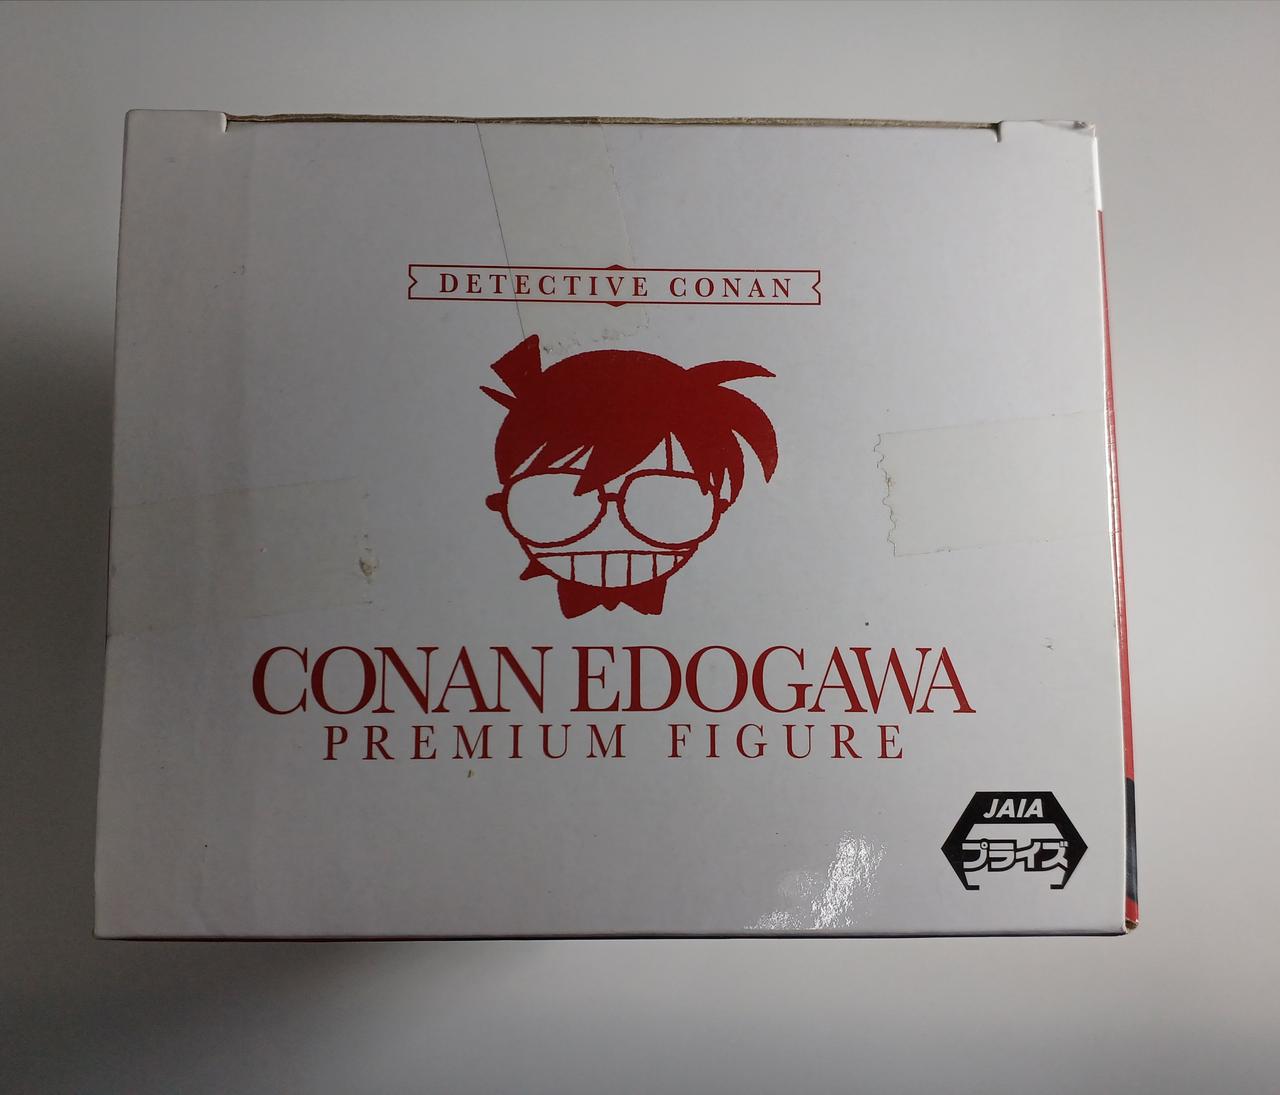 DETECTIVE CONAN
CONAN EDOGAWA
PREMIUM FIGURE
JAIA
プライズ